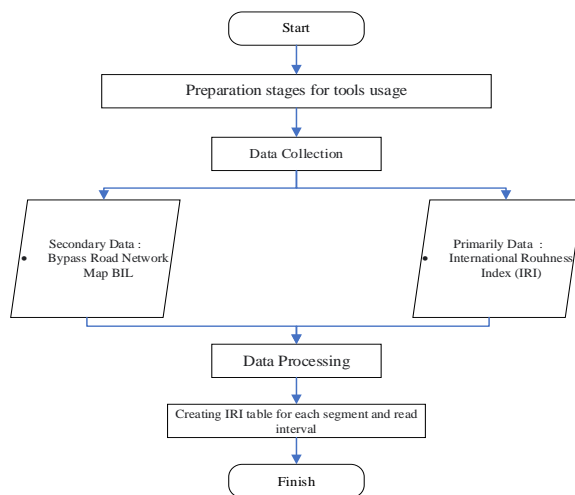 Start
Preparation stages for tools usage
Data Collection
Secondary Data :
• Bypass Road Network
Map BIL
Primarily Data :
• International Rouhness
Index (IRI)
Data Processing
Creating IRI table for each segment and read
interval
Finish